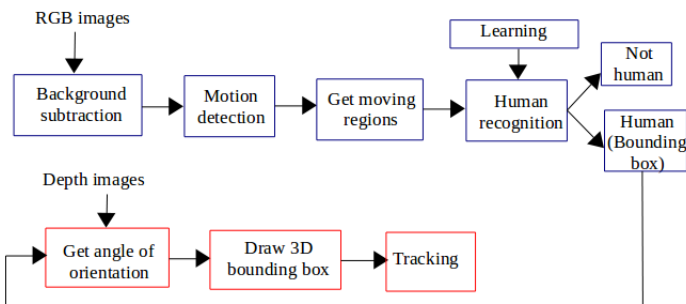 RGB images
Learning
Not
human
Background
subtraction
Motion
detection
Get moving
regions
Human
recognition
Human
(Bounding
box)
Depth images
Get angle of
orientation
Draw 3D
bounding box
Tracking